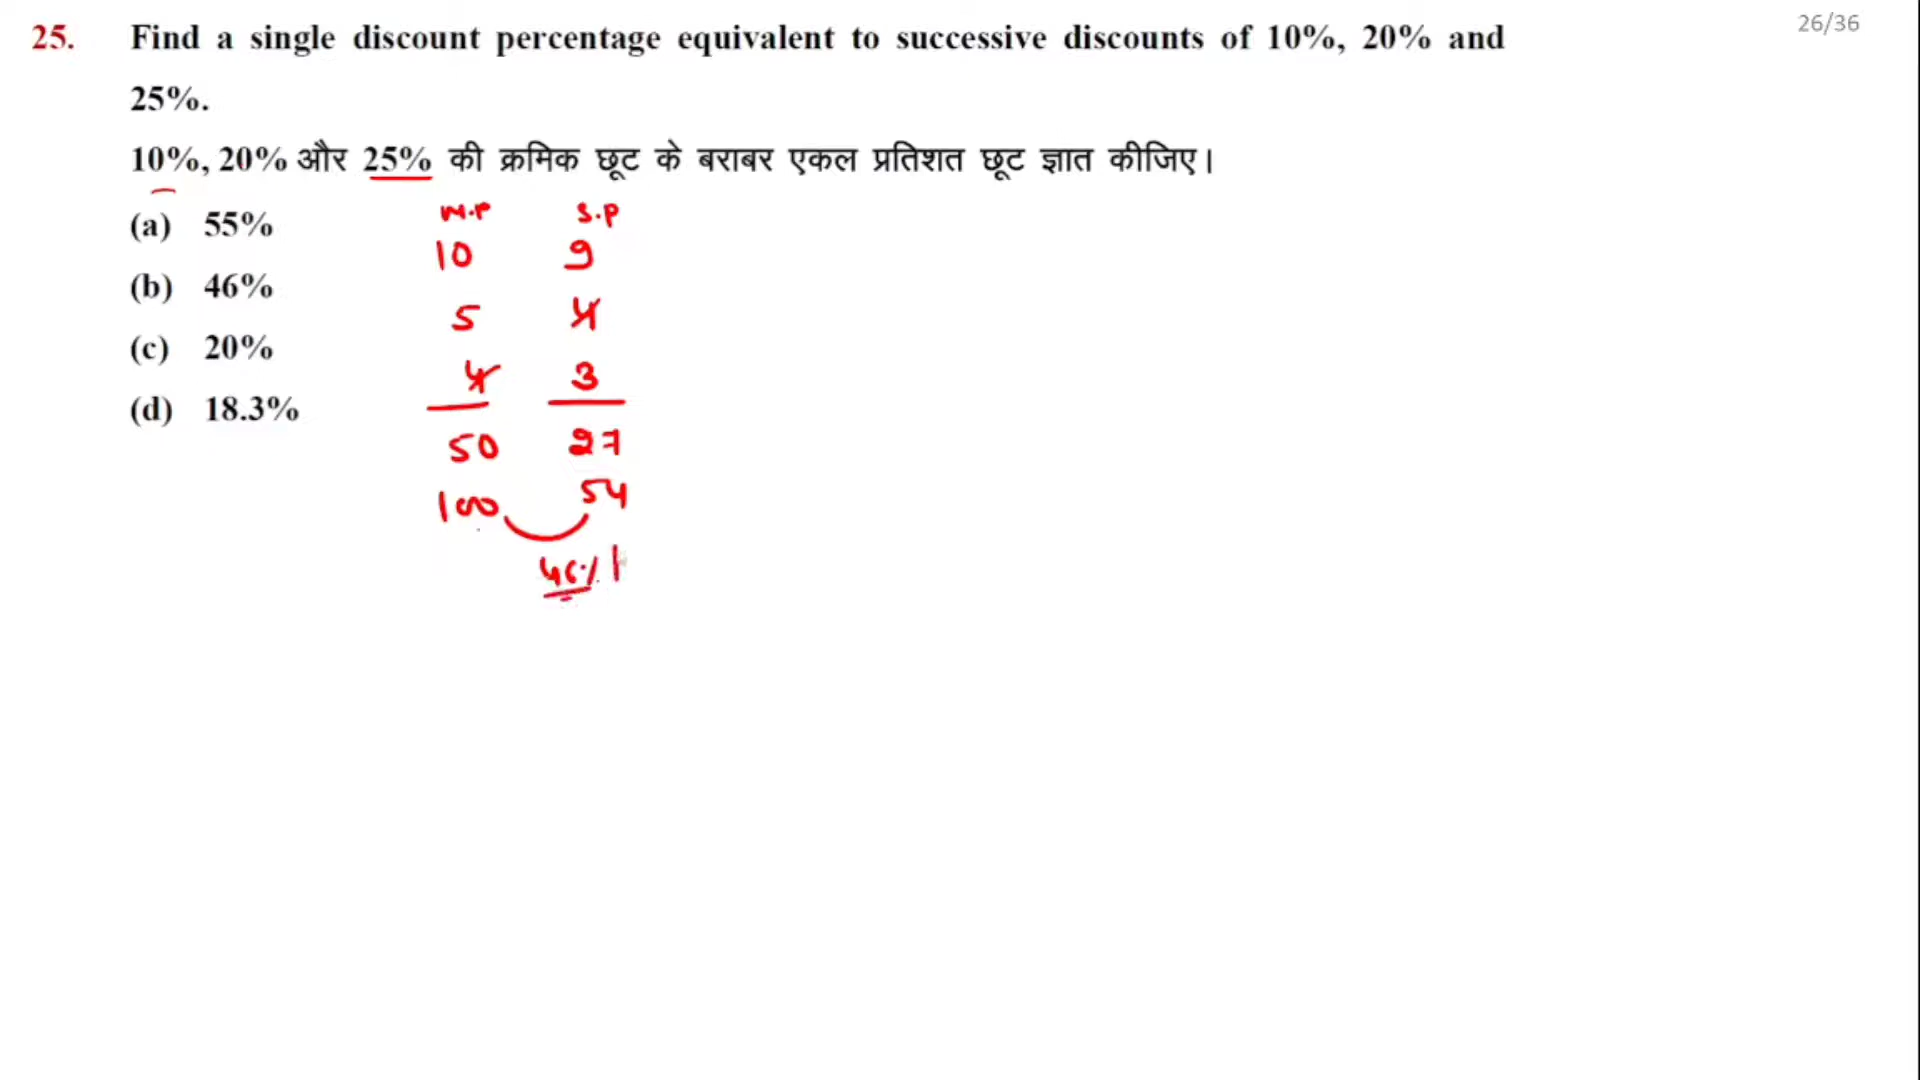 26/36
25. Find a single discount percentage equivalent to successive discounts of 10%, 20% and
25%.
10%, 20% और 25% की क्रमिक छूट के बराबर एकल प्रतिशत छूट ज्ञात कीजिए।
(a) 55%
(b) 46%
(c) 20%
(d) 18.3%
M.P S.P
10 9
5 4
4 3
50 27
100 54
46%